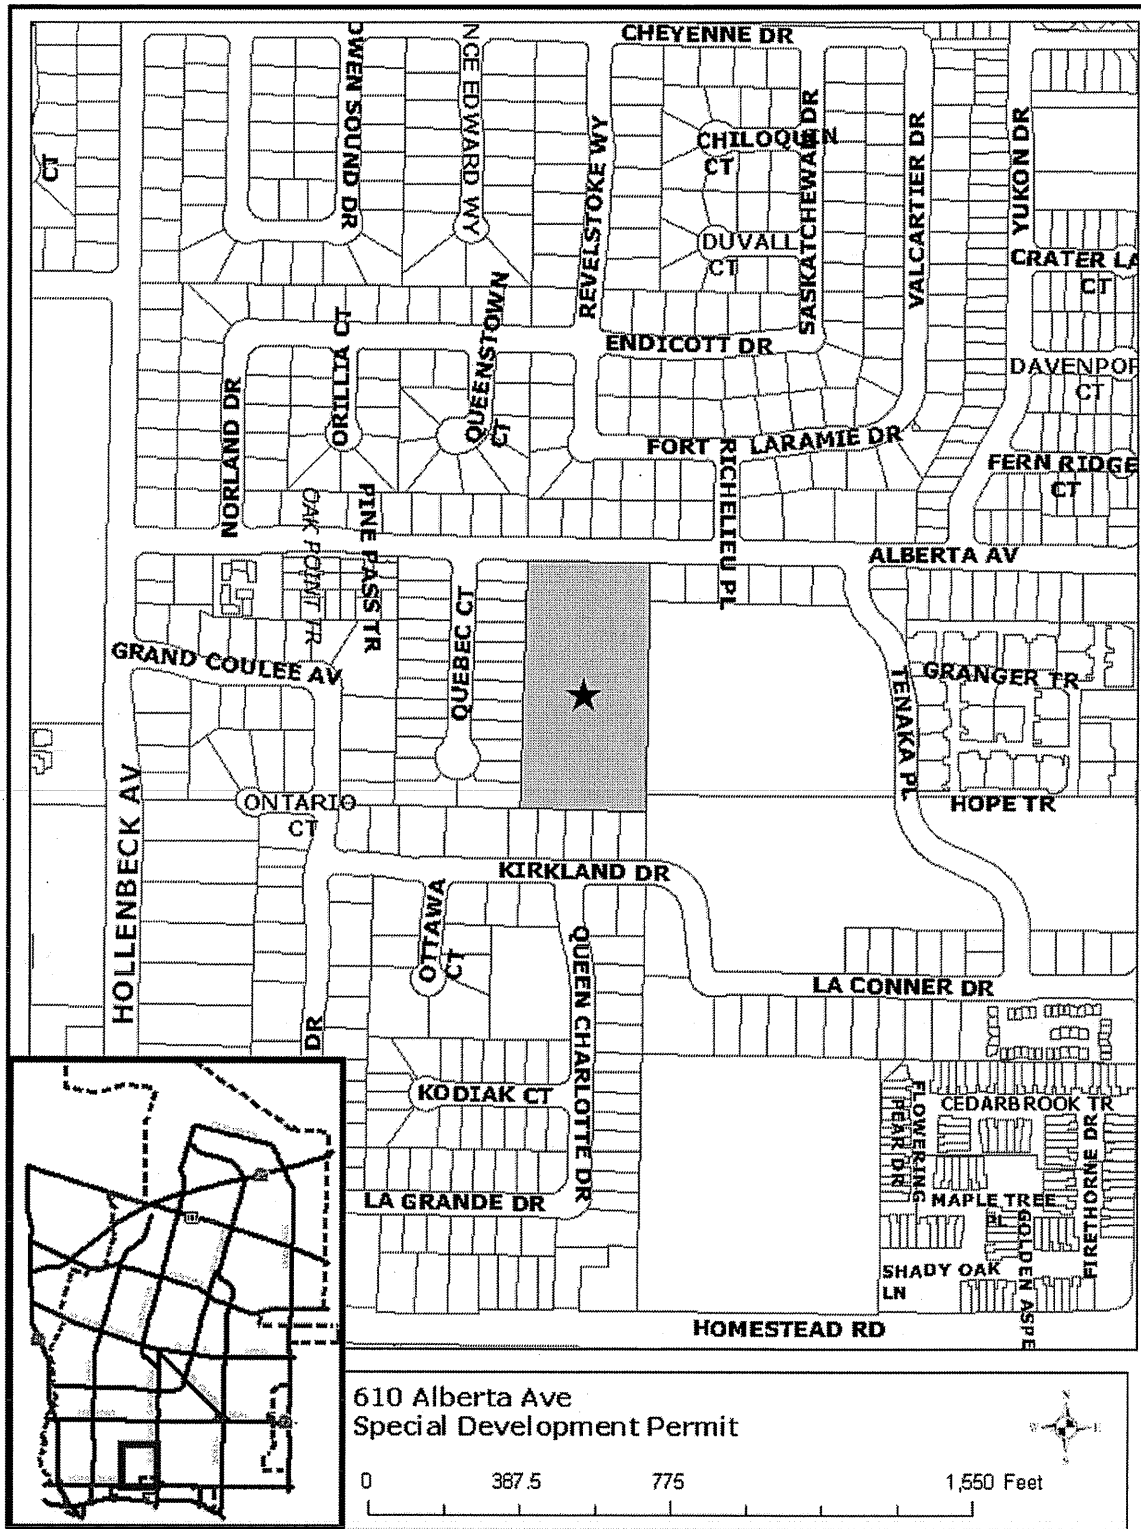 CHEYENNE DR
OWEN SOUND DR
NCE EDWARD WY
REVELSTOKE WY
CHILOQUIN
CT
SASKATCHEWAN DR
VALCARTIER DR
YUKON DR
CT
DUVALL
CT
CRATER LA
CT
QUEENSTOWN
CT
ORILLIA CT
ENDICOTT DR
DAVENPOR
CT
NORLAND DR
FORT LARAMIE DR
RICHELIEU PL
FERN RIDGE
CT
OAK POINT TR
PINE PASS TR
ALBERTA AV
QUEBEC CT
GRAND COULEE AV
TENAKA PL
GRANGER TR
HOPE TR
ONTARIO
CT
HOLLENBECK AV
KIRKLAND DR
OTTAWA
CT
QUEEN CHARLOTTE DR
LA CONNER DR
DR
KODIAK CT
FLOWERING
PEAR DR
CEDARBROOK TR
FIRETHORNE DR
MAPLE TREE
PL
GOLDEN ASPE
LA GRANDE DR
SHADY OAK
LN
HOMESTEAD RD
610 Alberta Ave
Special Development Permit
0 387.5 775 1,550 Feet